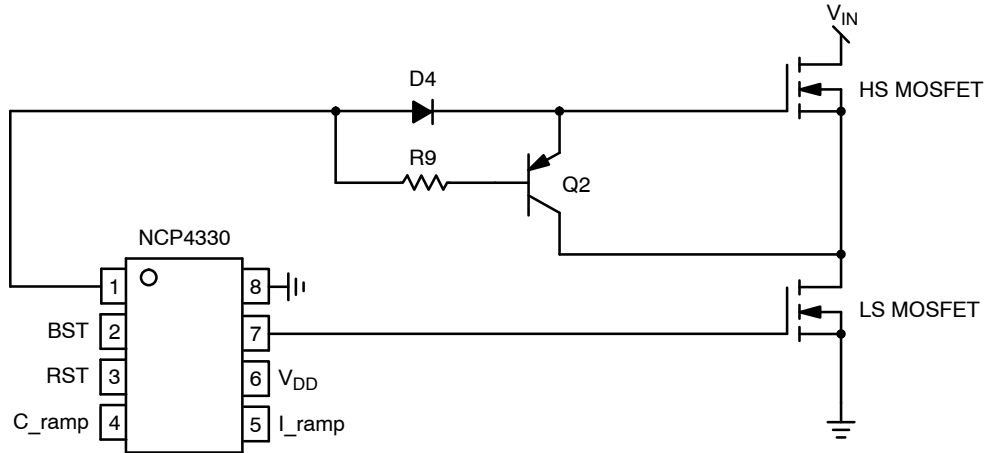 V_IN
D4
HS MOSFET
R9
Q2
NCP4330
1
8
BST
2
7
LS MOSFET
RST
3
6
V_DD
C_ramp
4
5
I_ramp